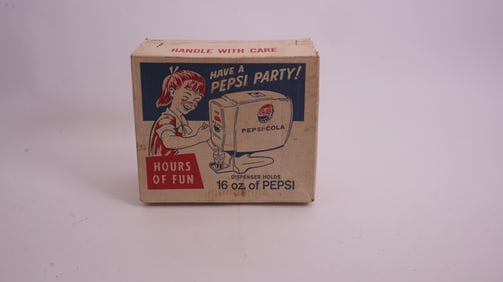 HANDLE WITH CARE
HAVE A
PEPSI PARTY!
PEPSI-COLA
HOURS
OF FUN
DISPENSER HOLDS
16 oz. of PEPSI